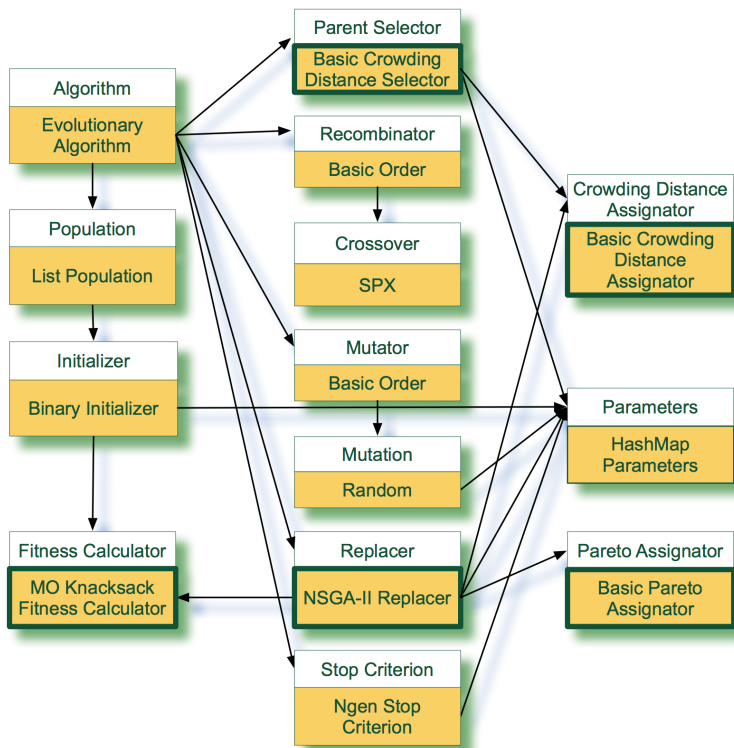 Parent Selector
Basic Crowding
Distance Selector
Algorithm
Evolutionary
Algorithm
Recombinator
Basic Order
Crowding Distance
Assignator
Basic Crowding
Distance
Assignator
Population
List Population
Crossover
SPX
Initializer
Binary Initializer
Mutator
Basic Order
Parameters
HashMap
Parameters
Mutation
Random
Fitness Calculator
MO Knacksack
Fitness Calculator
Replacer
NSGA-II Replacer
Pareto Assignator
Basic Pareto
Assignator
Stop Criterion
Ngen Stop
Criterion